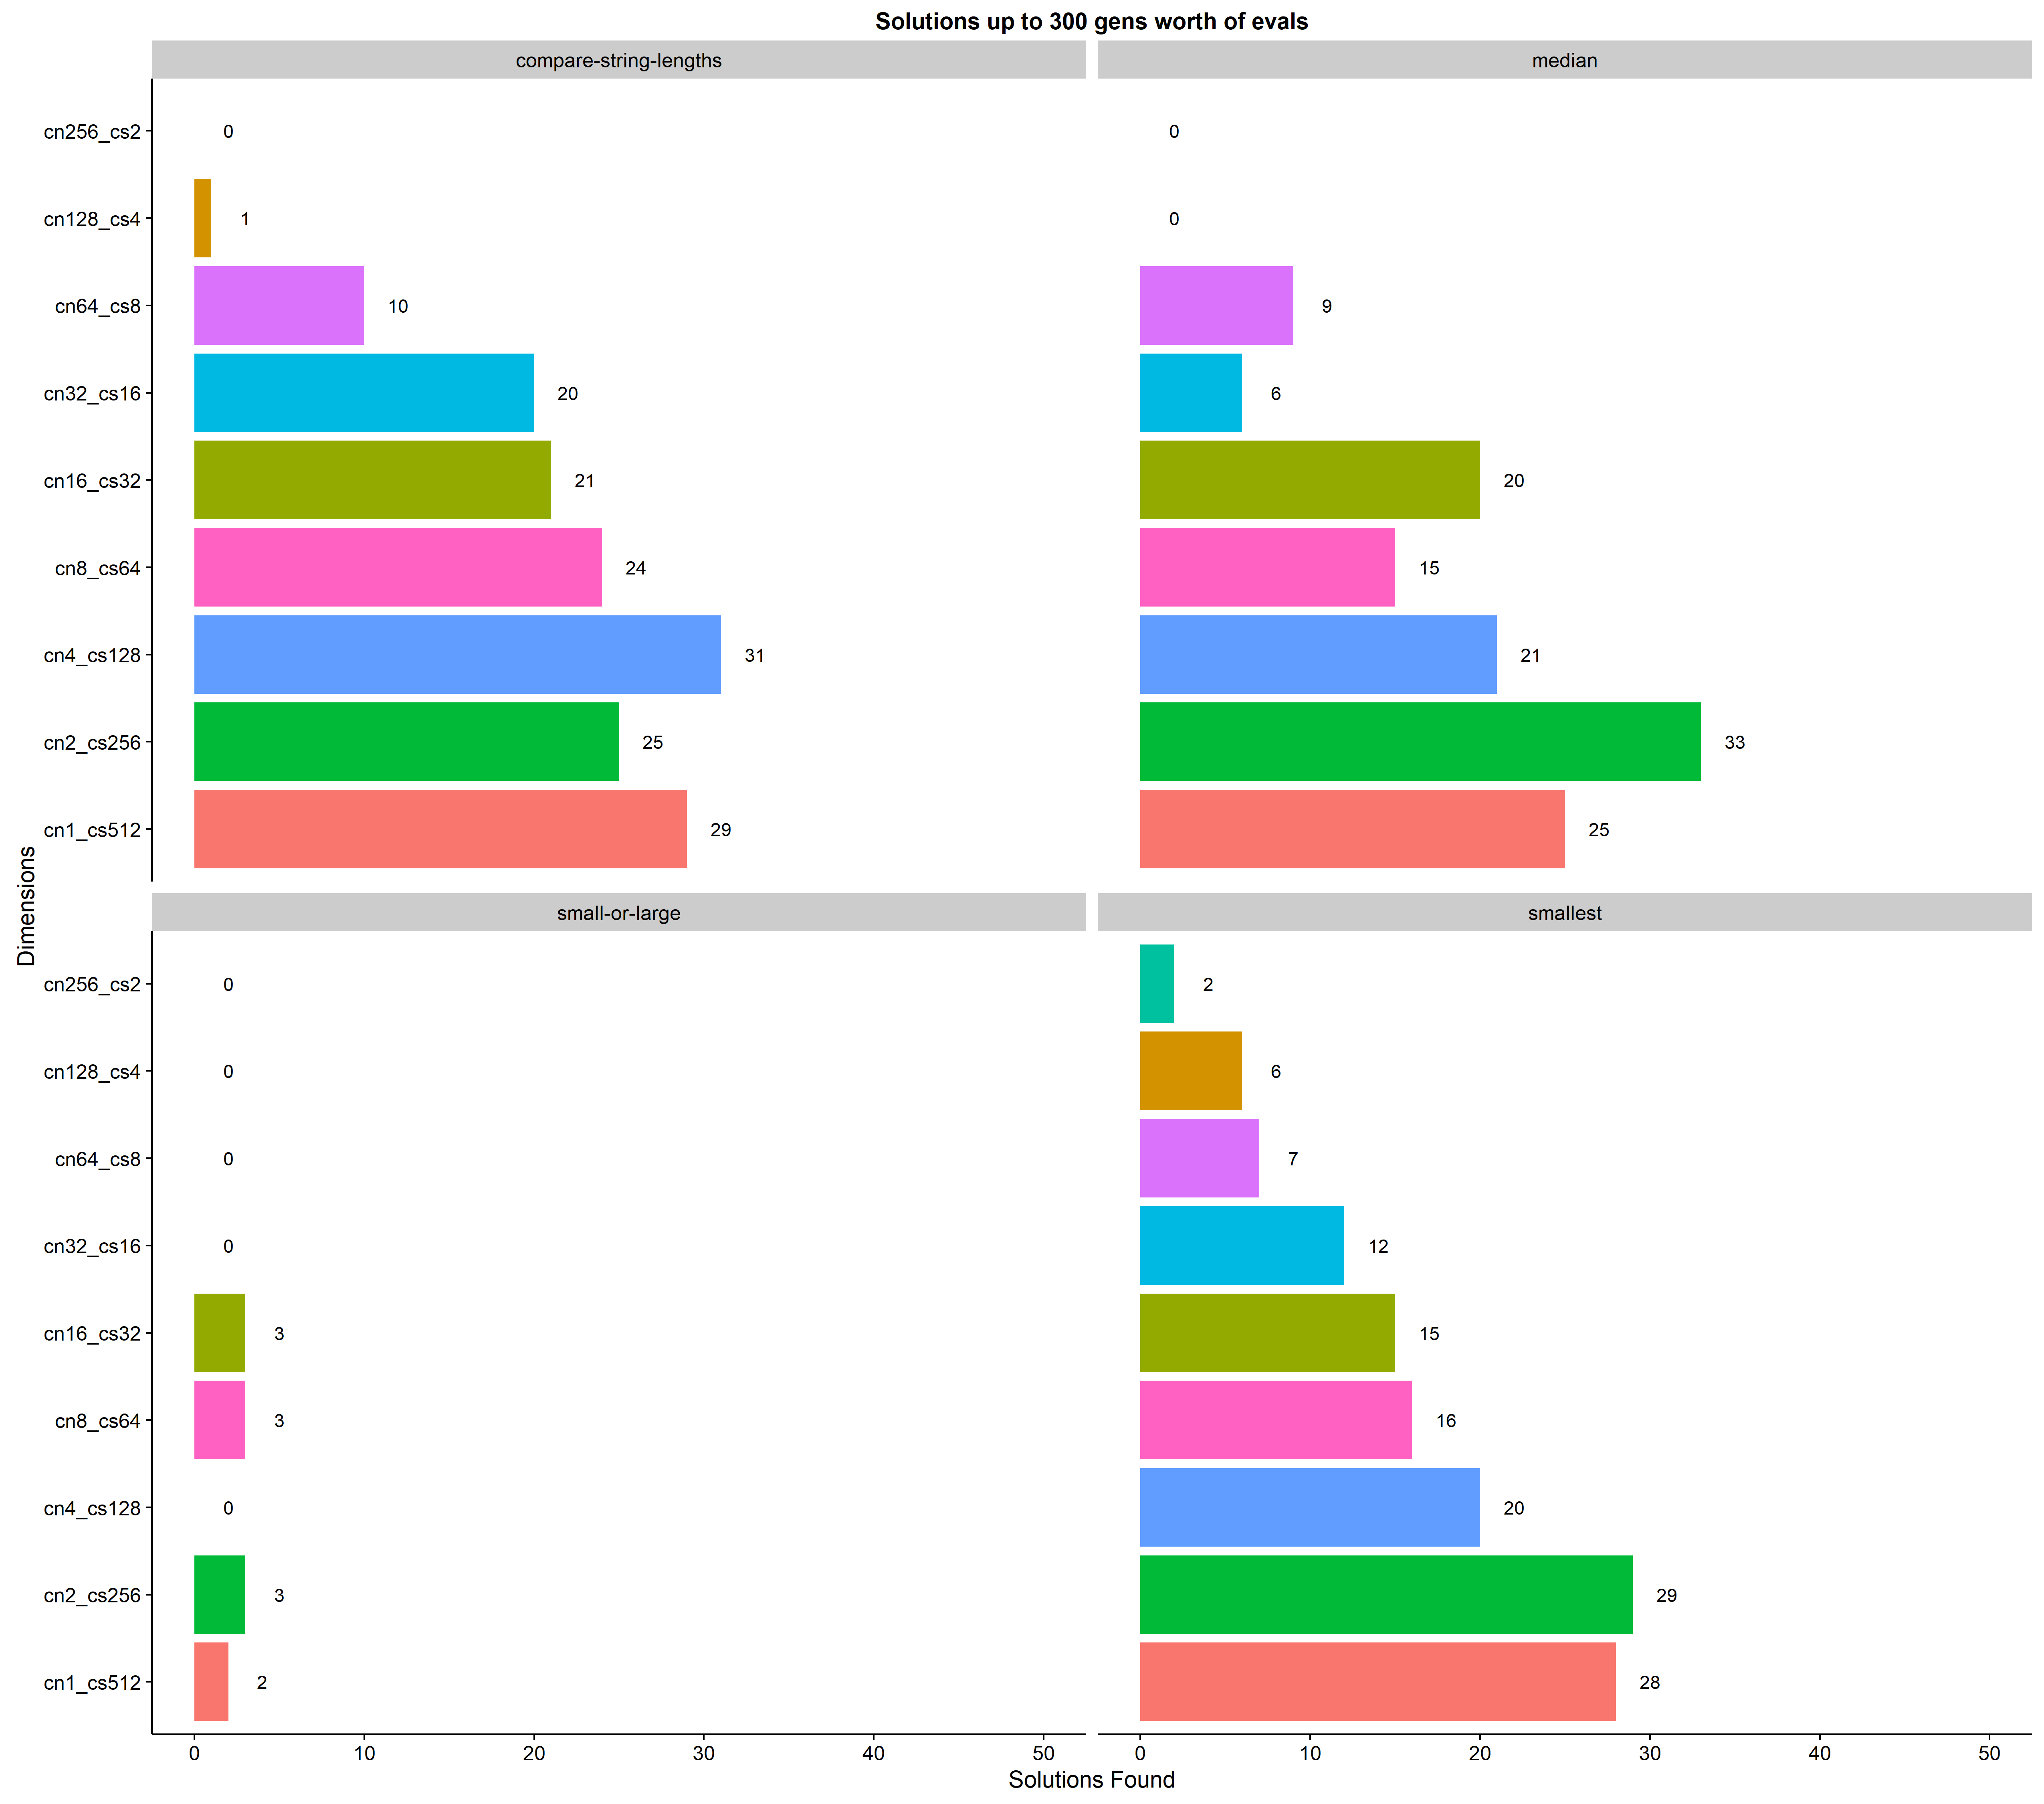 Solutions up to 300 gens worth of evals
compare-string-lengths
cn256_cs2 0
cn128_cs4 1
cn64_cs8 10
cn32_cs16 20
cn16_cs32 21
cn8_cs64 24
cn4_cs128 31
cn2_cs256 25
cn1_cs512 29
median
0
0
9
6
20
15
21
33
25
Dimensions
small-or-large
cn256_cs2 0
cn128_cs4 0
cn64_cs8 0
cn32_cs16 0
cn16_cs32 3
cn8_cs64 3
cn4_cs128 0
cn2_cs256 3
cn1_cs512 2
0 10 20 30 40 50
smallest
2
6
7
12
15
16
20
29
28
0 10 20 30 40 50
Solutions Found